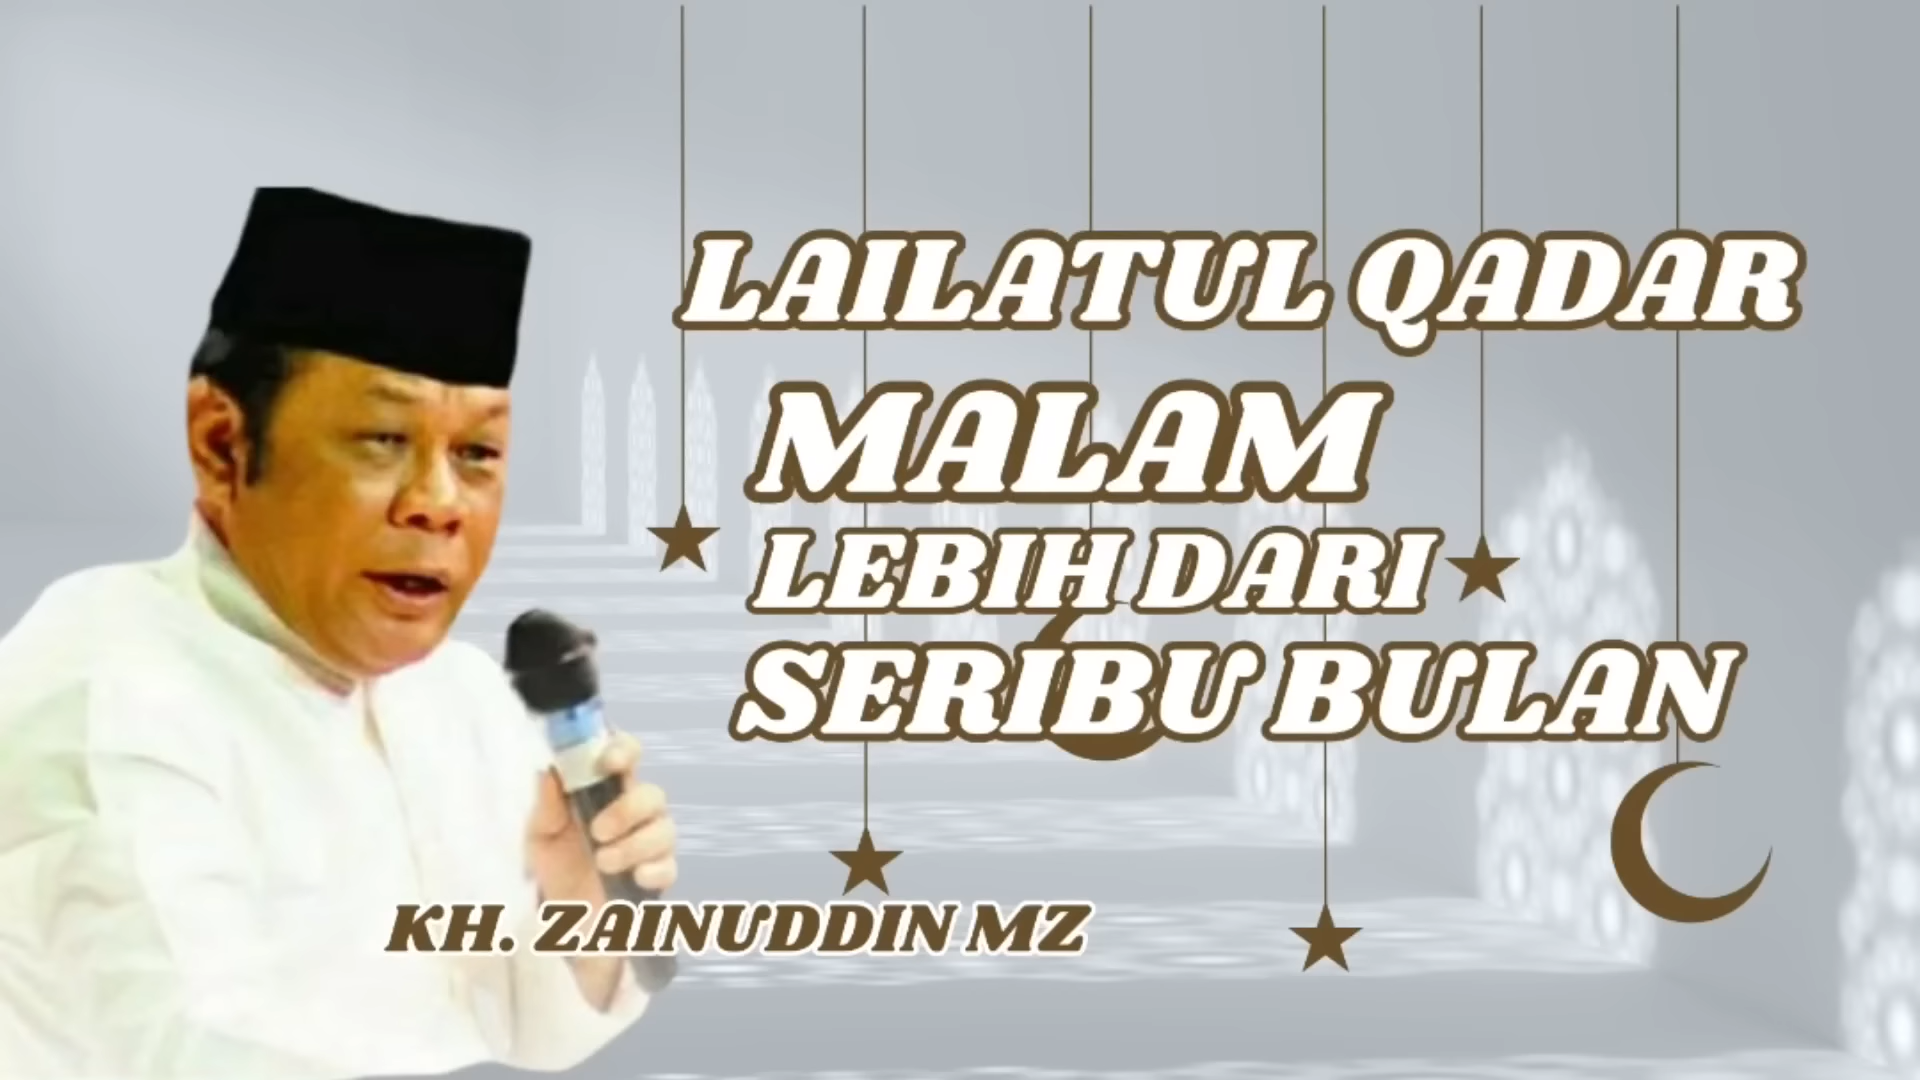 LAILATUL QADAR
MALAM
LEBIH DARI
SERIBU BULAN
KH. ZAINUDDIN MZ